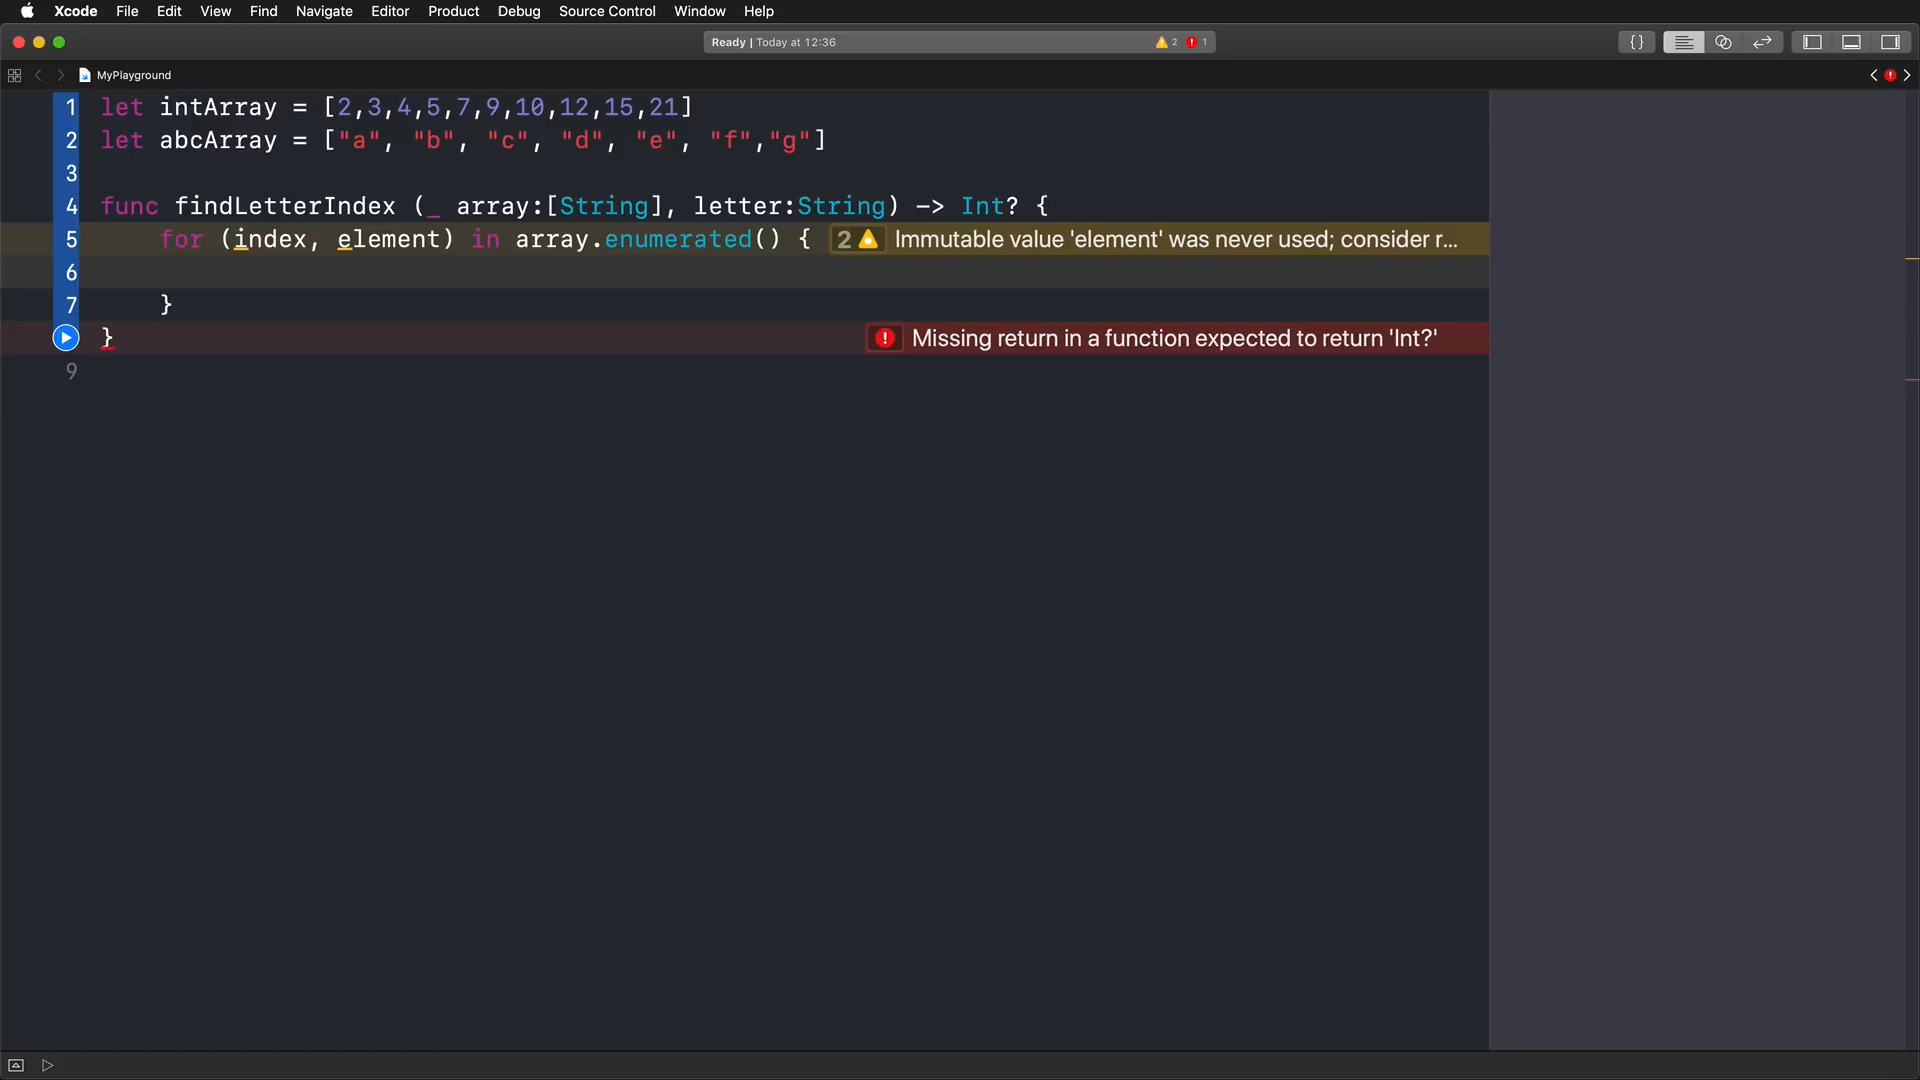 Xcode File Edit View Find Navigate Editor Product Debug Source Control Window Help
Ready | Today at 12:36 2 1
{}
MyPlayground
1 let intArray = [2,3,4,5,7,9,10,12,15,21]
2 let abcArray = ["a", "b", "c", "d", "e", "f","g"]
3
4 func findLetterIndex (_ array:[String], letter:String) -> Int? {
5 for (index, element) in array.enumerated() { 2 Immutable value 'element' was never used; consider r...
6
7 }
} Missing return in a function expected to return 'Int?'
9